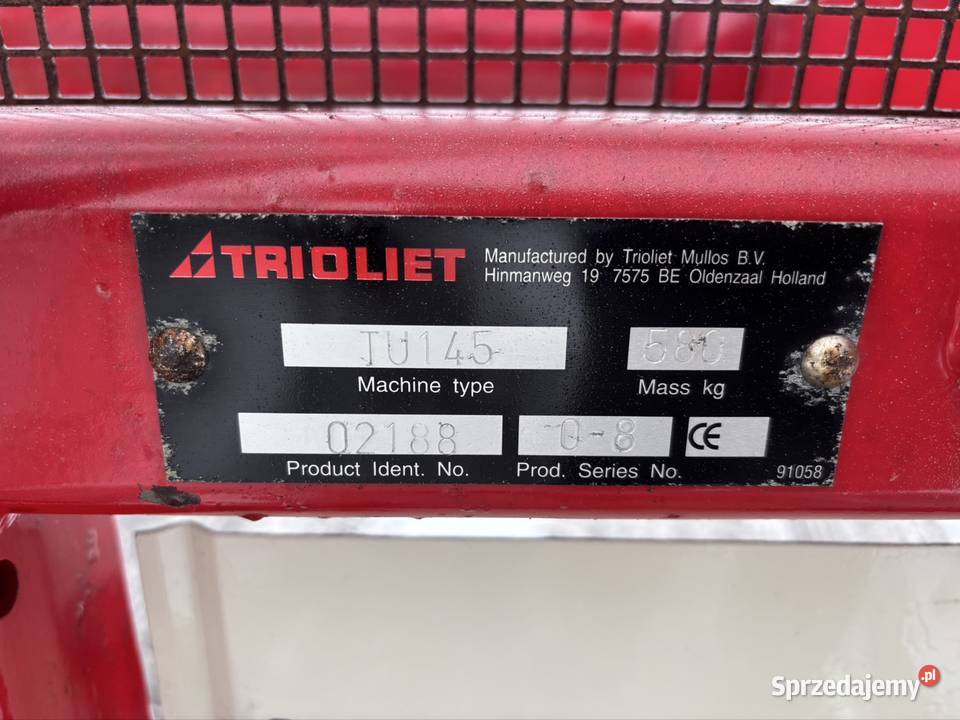 TRIOLIET
Manufactured by Trioliet Mullos B.V.
Hinmanweg 19 7575 BE Oldenzaal Holland
TU145 580
Machine type Mass kg
02188 0-8 CE
Product Ident. No. Prod. Series No. 91058
Sprzedajemy.pl